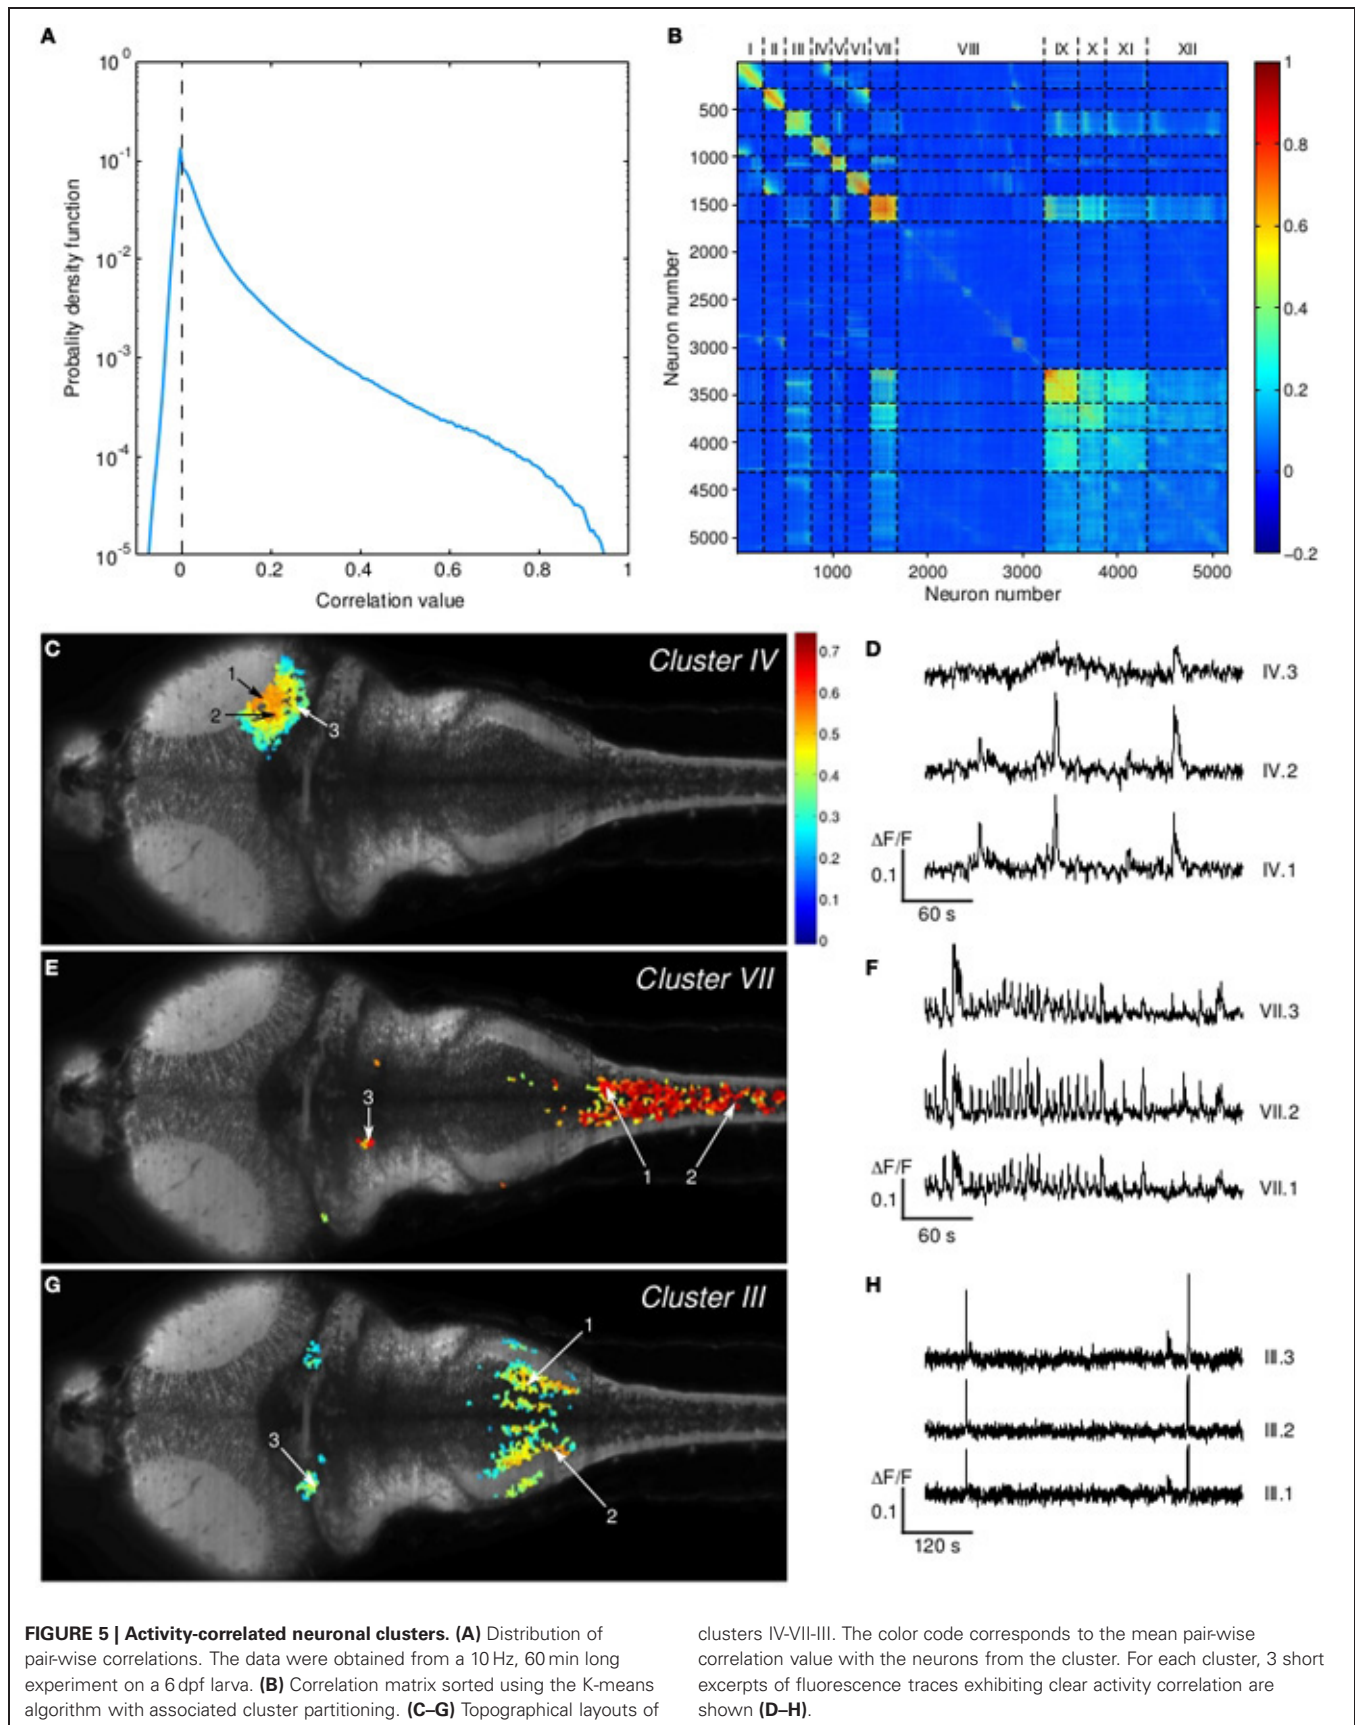 A
10^0
10^-1
10^-2
10^-3
10^-4
10^-5
Probality density function
0 0.2 0.4 0.6 0.8 1
Correlation value
B
I II III IV V VI VII VIII IX X XI XII
500
1000
1500
2000
2500
3000
3500
4000
4500
5000
Neuron number
1000 2000 3000 4000 5000
Neuron number
1
0.8
0.6
0.4
0.2
0
−0.2
C
Cluster IV
1
2
3
0.7
0.6
0.5
0.4
0.3
0.2
0.1
0
D
IV.3
IV.2
IV.1
ΔF/F
0.1
60 s
E
Cluster VII
3
1 2
F
VII.3
VII.2
VII.1
ΔF/F
0.1
60 s
G
Cluster III
1
3
2
H
III.3
III.2
III.1
ΔF/F
0.1
120 s
FIGURE 5 | Activity-correlated neuronal clusters. (A) Distribution of
pair-wise correlations. The data were obtained from a 10 Hz, 60 min long
experiment on a 6 dpf larva. (B) Correlation matrix sorted using the K-means
algorithm with associated cluster partitioning. (C–G) Topographical layouts of
clusters IV-VII-III. The color code corresponds to the mean pair-wise
correlation value with the neurons from the cluster. For each cluster, 3 short
excerpts of fluorescence traces exhibiting clear activity correlation are
shown (D–H).